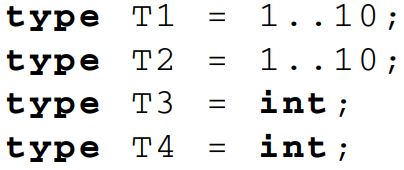 type T1 = 1..10;
type T2 = 1..10;
type T3 = int;
type T4 = int;